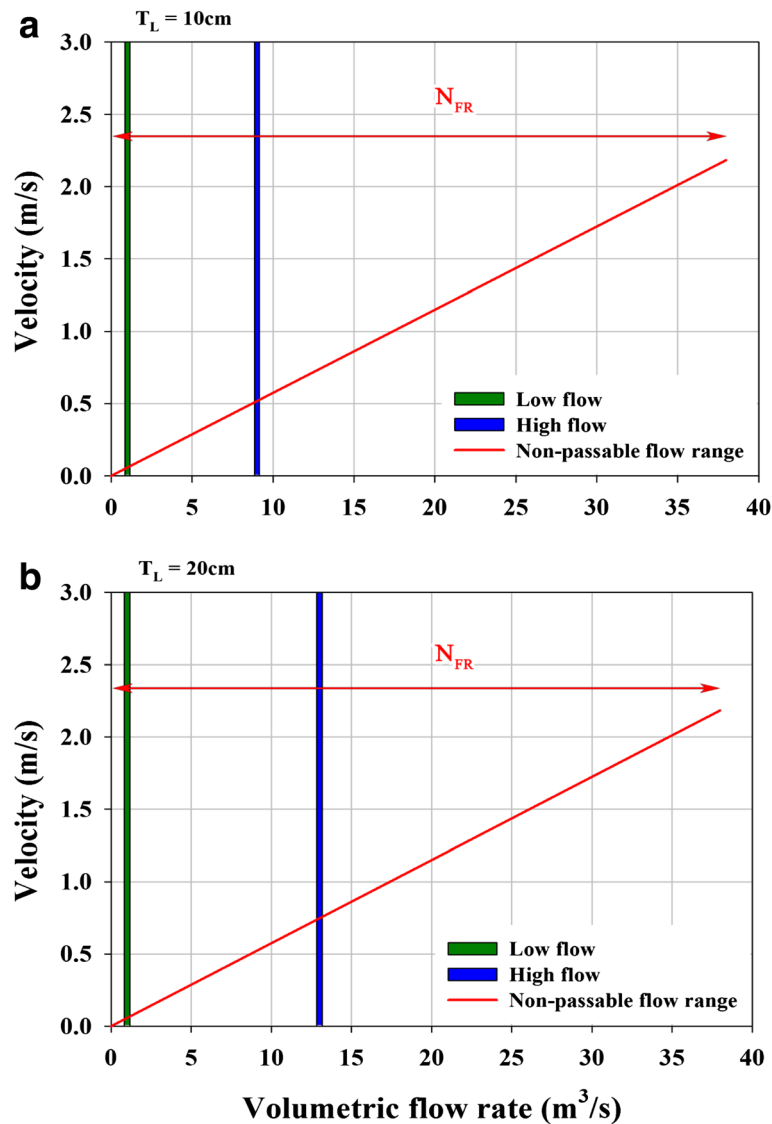 a
T_L = 10cm
3.0
2.5
2.0
1.5
1.0
0.5
0.0
Velocity (m/s)
N_FR
Low flow
High flow
Non-passable flow range
0 5 10 15 20 25 30 35 40
b
T_L = 20cm
3.0
2.5
2.0
1.5
1.0
0.5
0.0
Velocity (m/s)
N_FR
Low flow
High flow
Non-passable flow range
0 5 10 15 20 25 30 35 40
Volumetric flow rate (m³/s)